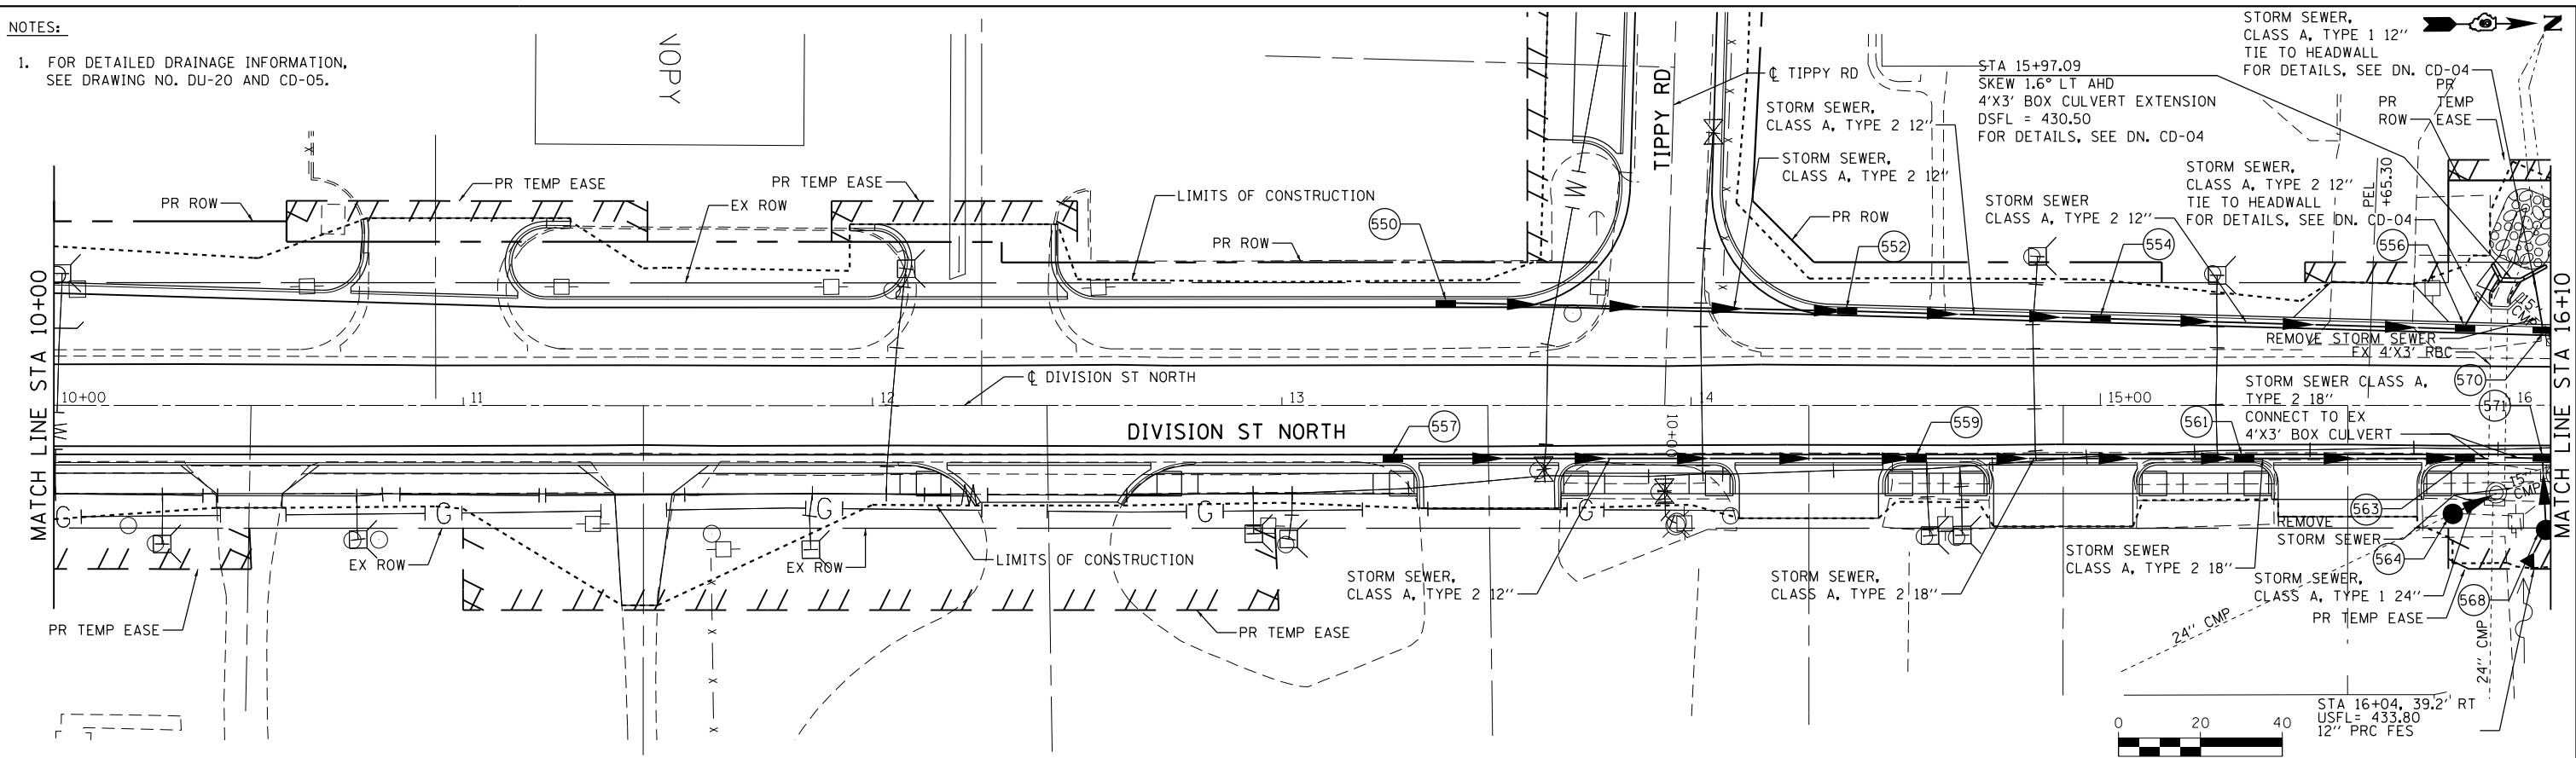 NOTES:
1. FOR DETAILED DRAINAGE INFORMATION,
SEE DRAWING NO. DU-20 AND CD-05.
NOPY
TIPPY RD
℄ TIPPY RD
STORM SEWER,
CLASS A, TYPE 2 12"
STORM SEWER,
CLASS A, TYPE 2 12"
STA 15+97.09
SKEW 1.6° LT AHD
4'X3' BOX CULVERT EXTENSION
DSFL = 430.50
FOR DETAILS, SEE DN. CD-04
STORM SEWER,
CLASS A, TYPE 1 12"
TIE TO HEADWALL
FOR DETAILS, SEE DN. CD-04
N
PR
ROW
PR
TEMP
EASE
STORM SEWER,
CLASS A, TYPE 2 12"
TIE TO HEADWALL
FOR DETAILS, SEE DN. CD-04
PEL
+65.30
STORM SEWER
CLASS A, TYPE 2 12"
PR ROW
PR TEMP EASE
EX ROW
PR TEMP EASE
LIMITS OF CONSTRUCTION
PR ROW
550
W
PR ROW
552
554
556
15"
CMP
REMOVE STORM SEWER
EX 4'X3' RBC
570
571
MATCH LINE STA 10+00
MATCH LINE STA 16+10
10+00
11
12
℄ DIVISION ST NORTH
13
14
15+00
16
10+00
W
DIVISION ST NORTH
557
559
561
STORM SEWER CLASS A,
TYPE 2 18"
CONNECT TO EX
4'X3' BOX CULVERT
G
G
G
G
G
15"
CMP
563
REMOVE
STORM SEWER
564
568
EX ROW
EX ROW
LIMITS OF CONSTRUCTION
STORM SEWER,
CLASS A, TYPE 2 12"
STORM SEWER,
CLASS A, TYPE 2 18"
STORM SEWER
CLASS A, TYPE 2 18"
STORM SEWER,
CLASS A, TYPE 1 24"
PR TEMP EASE
PR TEMP EASE
PR TEMP EASE
24" CMP
24" CMP
STA 16+04, 39.2' RT
USFL= 433.80
12" PRC FES
0 20 40